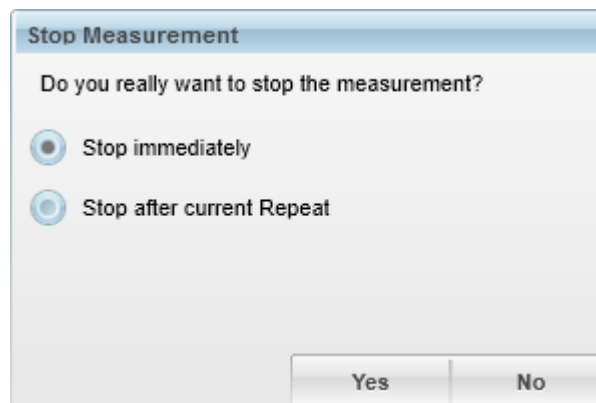 Stop Measurement
Do you really want to stop the measurement?
Stop immediately
Stop after current Repeat
Yes No